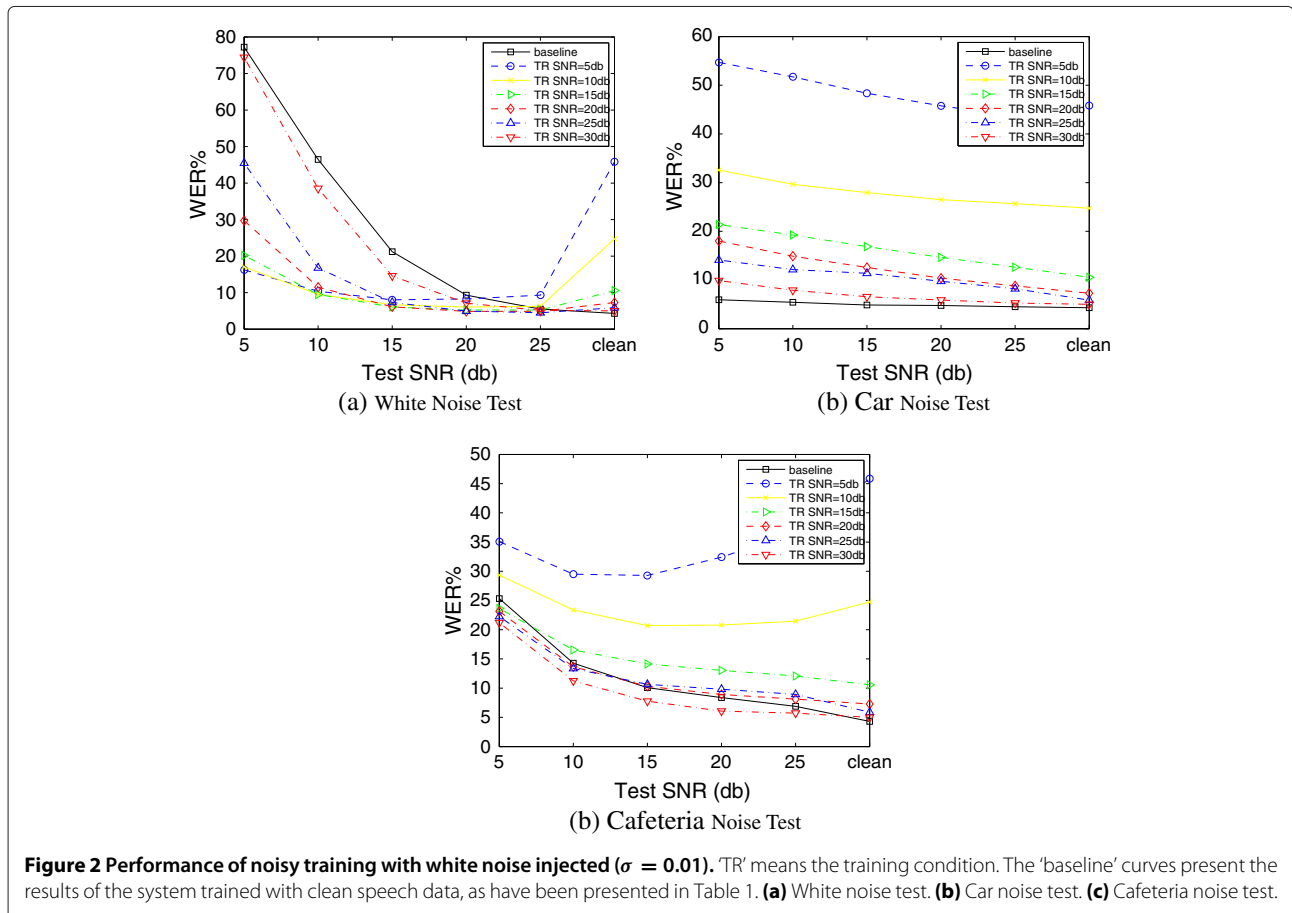 80
70
60
50
40
30
20
10
0
WER%
baseline
TR SNR=5db
TR SNR=10db
TR SNR=15db
TR SNR=20db
TR SNR=25db
TR SNR=30db
5 10 15 20 25 clean
Test SNR (db)
(a) White Noise Test
60
50
40
30
20
10
0
WER%
baseline
TR SNR=5db
TR SNR=10db
TR SNR=15db
TR SNR=20db
TR SNR=25db
TR SNR=30db
5 10 15 20 25 clean
Test SNR (db)
(b) Car Noise Test
50
45
40
35
30
25
20
15
10
5
0
WER%
baseline
TR SNR=5db
TR SNR=10db
TR SNR=15db
TR SNR=20db
TR SNR=25db
TR SNR=30db
5 10 15 20 25 clean
Test SNR (db)
(b) Cafeteria Noise Test
Figure 2 Performance of noisy training with white noise injected (σ = 0.01). 'TR' means the training condition. The 'baseline' curves present the
results of the system trained with clean speech data, as have been presented in Table 1. (a) White noise test. (b) Car noise test. (c) Cafeteria noise test.